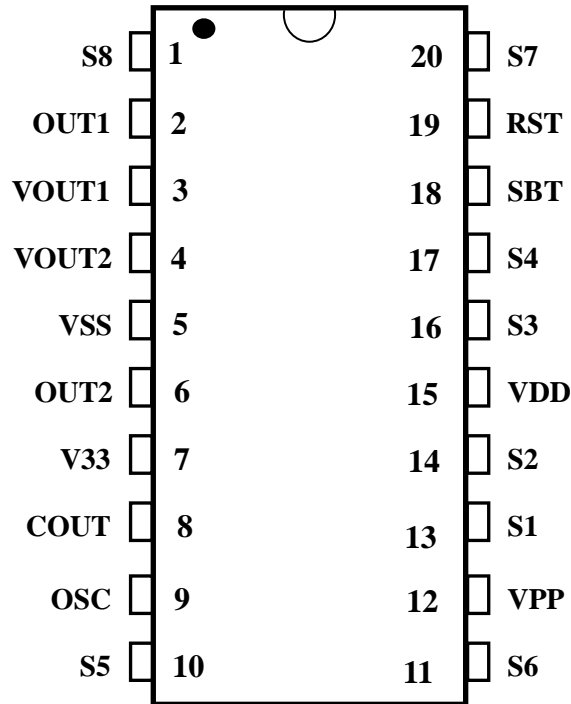 S8 1 20 S7
OUT1 2 19 RST
VOUT1 3 18 SBT
VOUT2 4 17 S4
VSS 5 16 S3
OUT2 6 15 VDD
V33 7 14 S2
COUT 8 13 S1
OSC 9 12 VPP
S5 10 11 S6